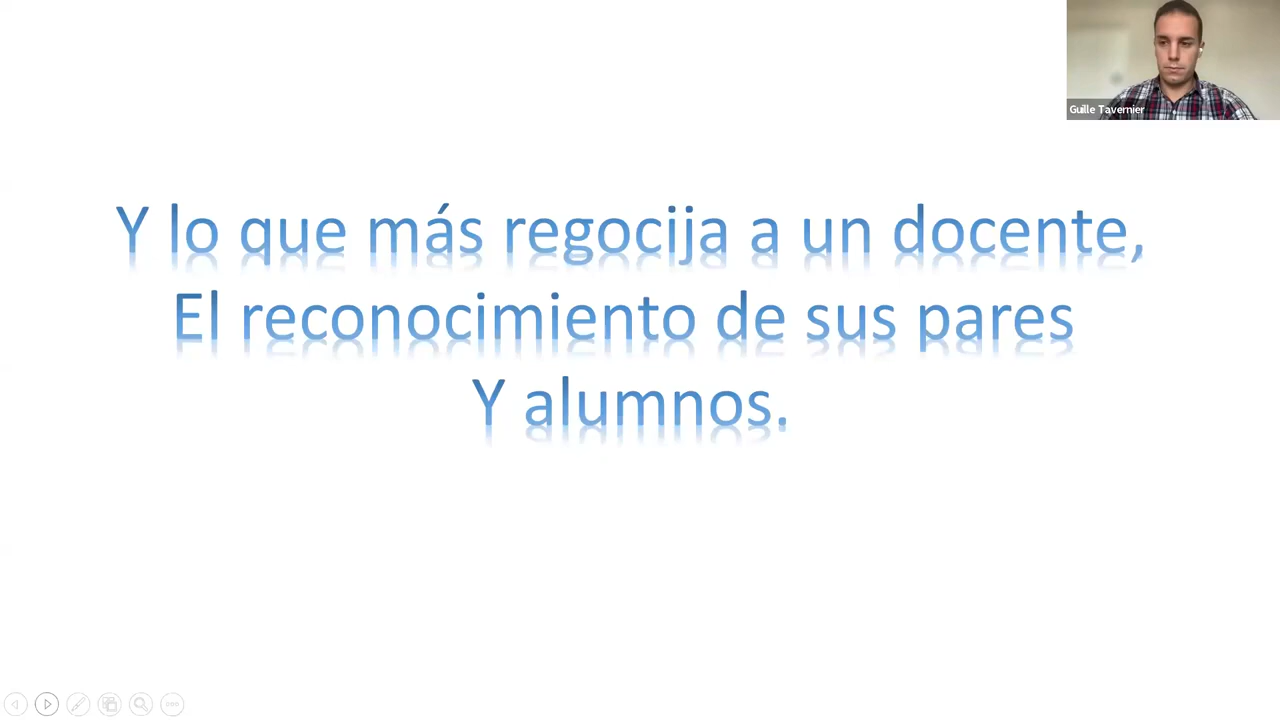 Guille Tavernier
Y lo que más regocija a un docente,
El reconocimiento de sus pares
Y alumnos.